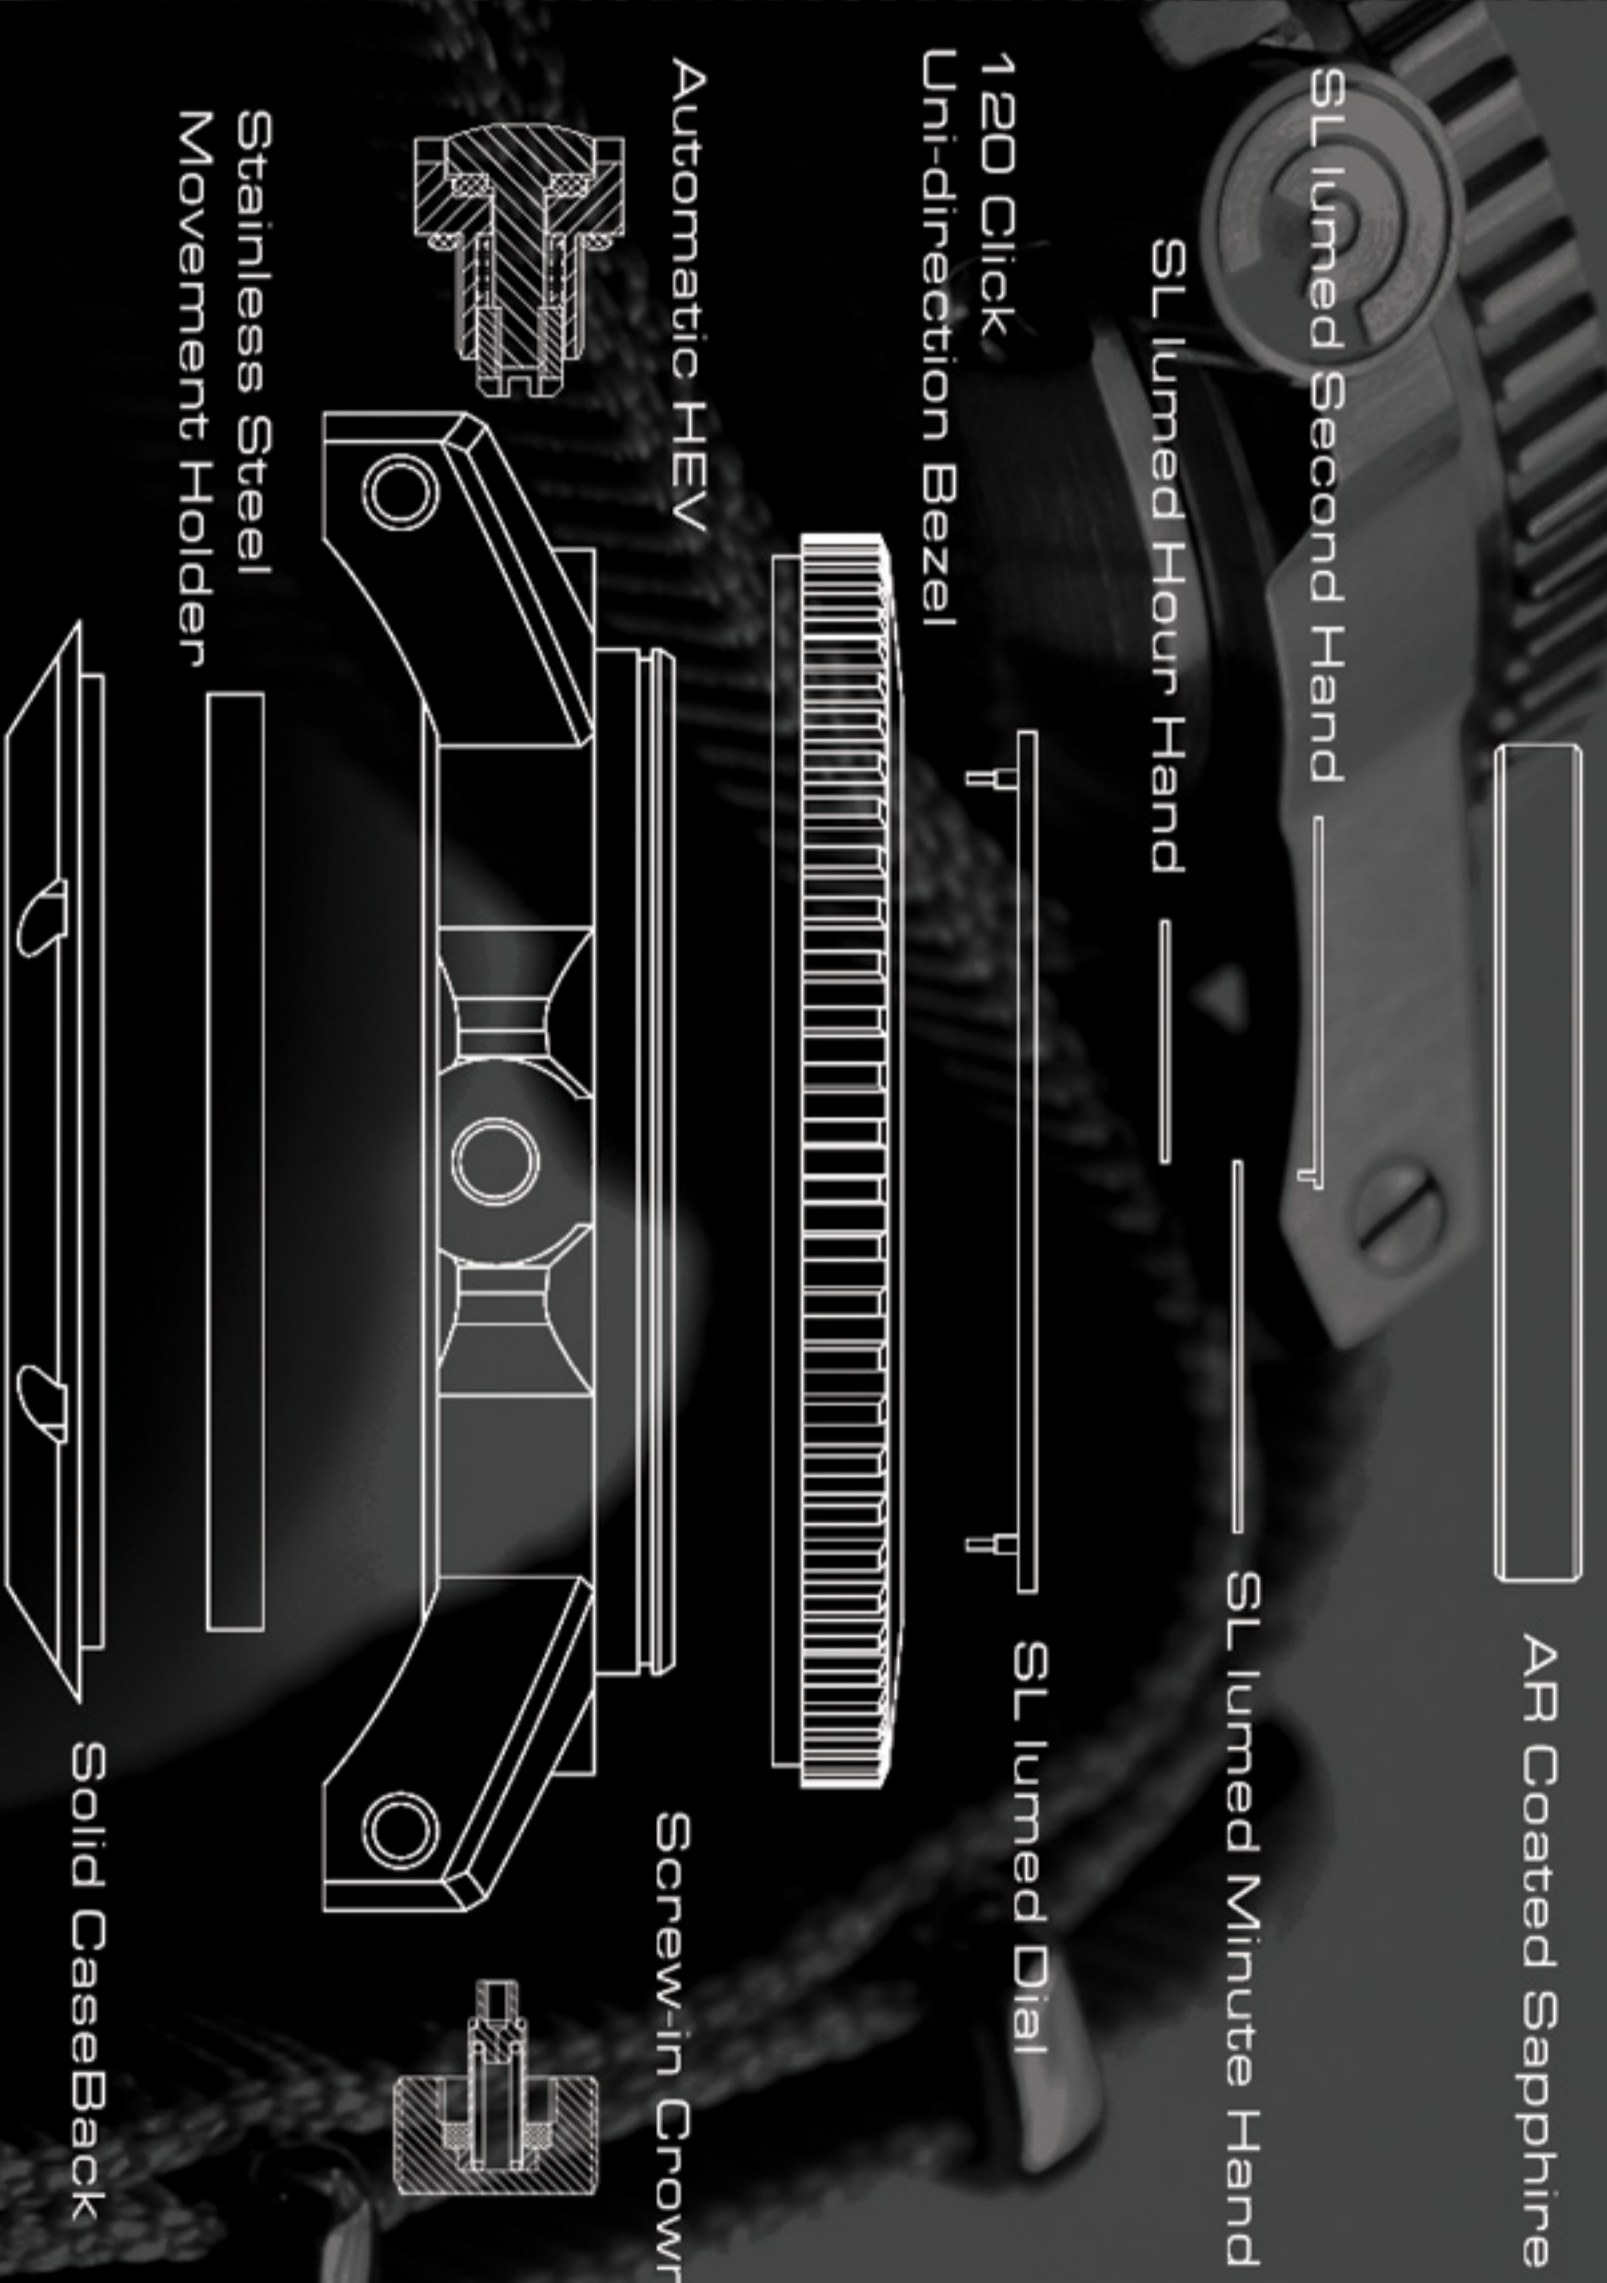 AR Coated Sapphire
SL lumed Second Hand
SL lumed Minute Hand
SL lumed Hour Hand
SL lumed Dial
120 Click,
Uni-direction Bezel
Automatic HEV
Screw-in Crown
Stainless Steel
Movement Holder
Solid CaseBack